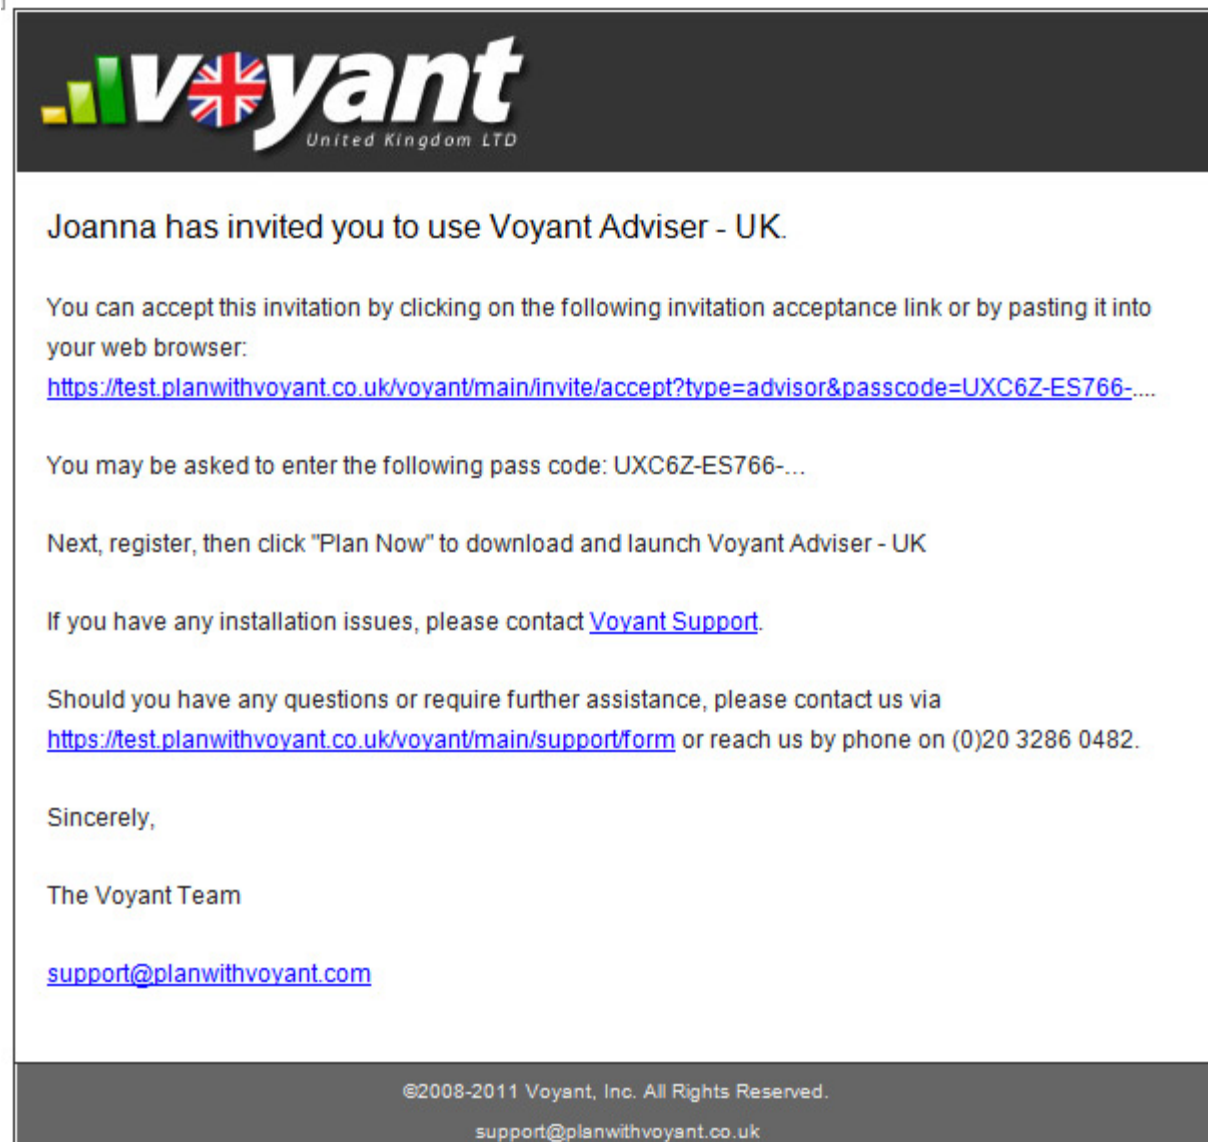 voyant
United Kingdom LTD
Joanna has invited you to use Voyant Adviser - UK.
You can accept this invitation by clicking on the following invitation acceptance link or by pasting it into
your web browser:
https://test.planwithvoyant.co.uk/voyant/main/invite/accept?type=advisor&passcode=UXC6Z-ES766-....
You may be asked to enter the following pass code: UXC6Z-ES766-...
Next, register, then click "Plan Now" to download and launch Voyant Adviser - UK
If you have any installation issues, please contact Voyant Support.
Should you have any questions or require further assistance, please contact us via
https://test.planwithvoyant.co.uk/voyant/main/support/form or reach us by phone on (0)20 3286 0482.
Sincerely,
The Voyant Team
support@planwithvoyant.com
©2008-2011 Voyant, Inc. All Rights Reserved.
support@planwithvoyant.co.uk